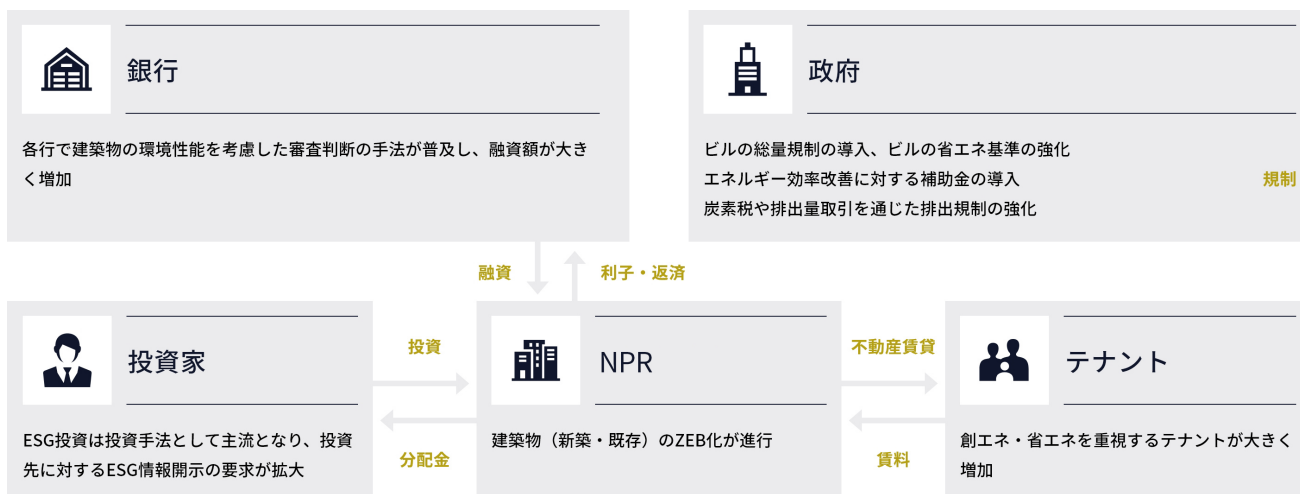 銀行
各行で建築物の環境性能を考慮した審査判断の手法が普及し、融資額が大き
く増加
政府
ビルの総量規制の導入、ビルの省エネ基準の強化
エネルギー効率改善に対する補助金の導入
炭素税や排出量取引を通じた排出規制の強化
規制
融資
利子・返済
投資家
ESG投資は投資手法として主流となり、投資
先に対するESG情報開示の要求が拡大
投資
分配金
NPR
建築物（新築・既存）のZEB化が進行
不動産賃貸
賃料
テナント
創エネ・省エネを重視するテナントが大きく
増加